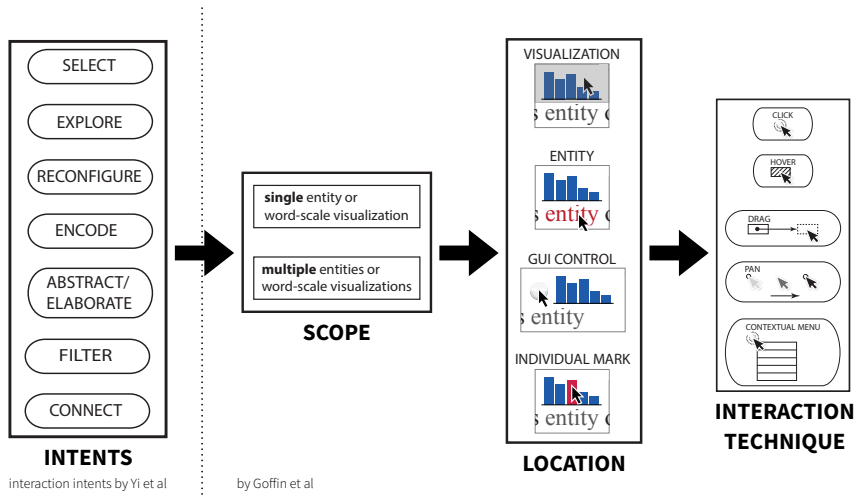 SELECT
EXPLORE
RECONFIGURE
ENCODE
ABSTRACT/
ELABORATE
FILTER
CONNECT
INTENTS
interaction intents by Yi et al
single entity or
word-scale visualization
multiple entities or
word-scale visualizations
SCOPE
by Goffin et al
VISUALIZATION
s entity o
ENTITY
s entity o
GUI CONTROL
s entity
INDIVIDUAL MARK
s entity o
LOCATION
CLICK
HOVER
DRAG
PAN
CONTEXTUAL MENU
INTERACTION
TECHNIQUE